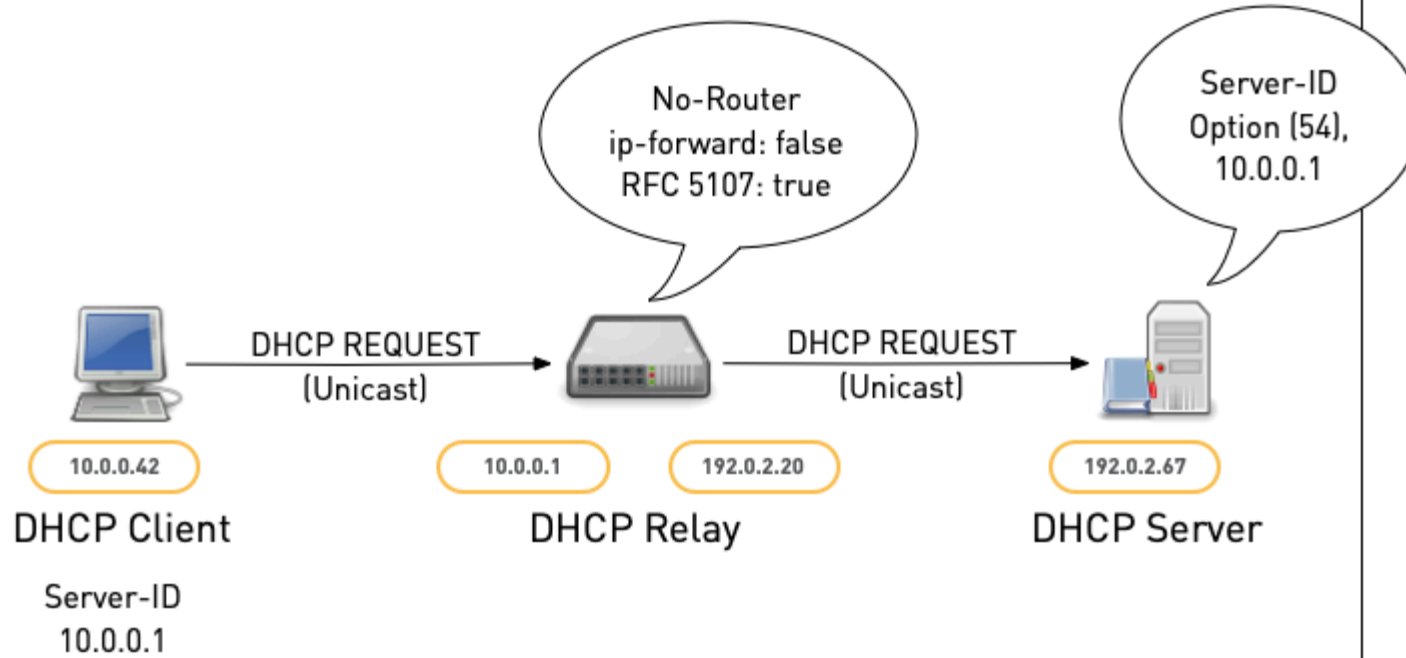 No-Router
ip-forward: false
RFC 5107: true
Server-ID
Option (54),
10.0.0.1
DHCP REQUEST
(Unicast)
DHCP REQUEST
(Unicast)
10.0.0.42
10.0.0.1
192.0.2.20
192.0.2.67
DHCP Client
DHCP Relay
DHCP Server
Server-ID
10.0.0.1